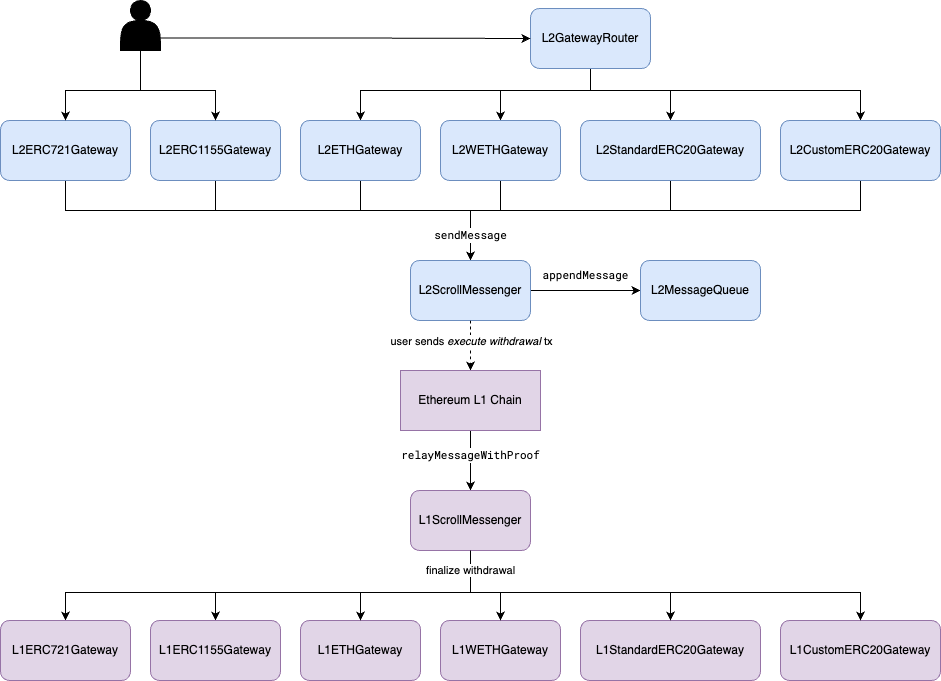 L2GatewayRouter
L2ERC721Gateway
L2ERC1155Gateway
L2ETHGateway
L2WETHGateway
L2StandardERC20Gateway
L2CustomERC20Gateway
sendMessage
L2ScrollMessenger
appendMessage
L2MessageQueue
user sends execute withdrawal tx
Ethereum L1 Chain
relayMessageWithProof
L1ScrollMessenger
finalize withdrawal
L1ERC721Gateway
L1ERC1155Gateway
L1ETHGateway
L1WETHGateway
L1StandardERC20Gateway
L1CustomERC20Gateway